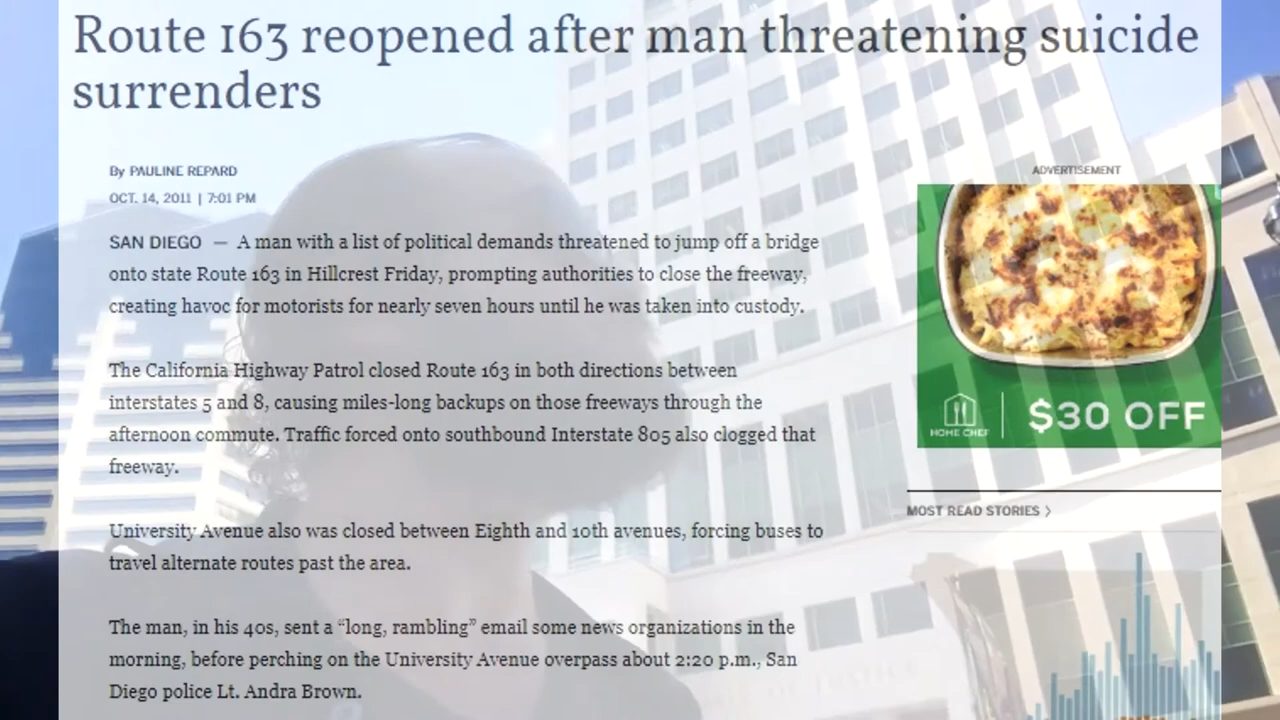 Route 163 reopened after man threatening suicide
surrenders
By PAULINE REPARD
OCT. 14, 2011 | 7:01 PM
SAN DIEGO — A man with a list of political demands threatened to jump off a bridge
onto state Route 163 in Hillcrest Friday, prompting authorities to close the freeway,
creating havoc for motorists for nearly seven hours until he was taken into custody.
The California Highway Patrol closed Route 163 in both directions between
interstates 5 and 8, causing miles-long backups on those freeways through the
afternoon commute. Traffic forced onto southbound Interstate 805 also clogged that
freeway.
University Avenue also was closed between Eighth and 10th avenues, forcing buses to
travel alternate routes past the area.
The man, in his 40s, sent a “long, rambling” email some news organizations in the
morning, before perching on the University Avenue overpass about 2:20 p.m., San
Diego police Lt. Andra Brown.
ADVERTISEMENT
HOME CHEF
$30 OFF
MOST READ STORIES >
OF JUSTICE